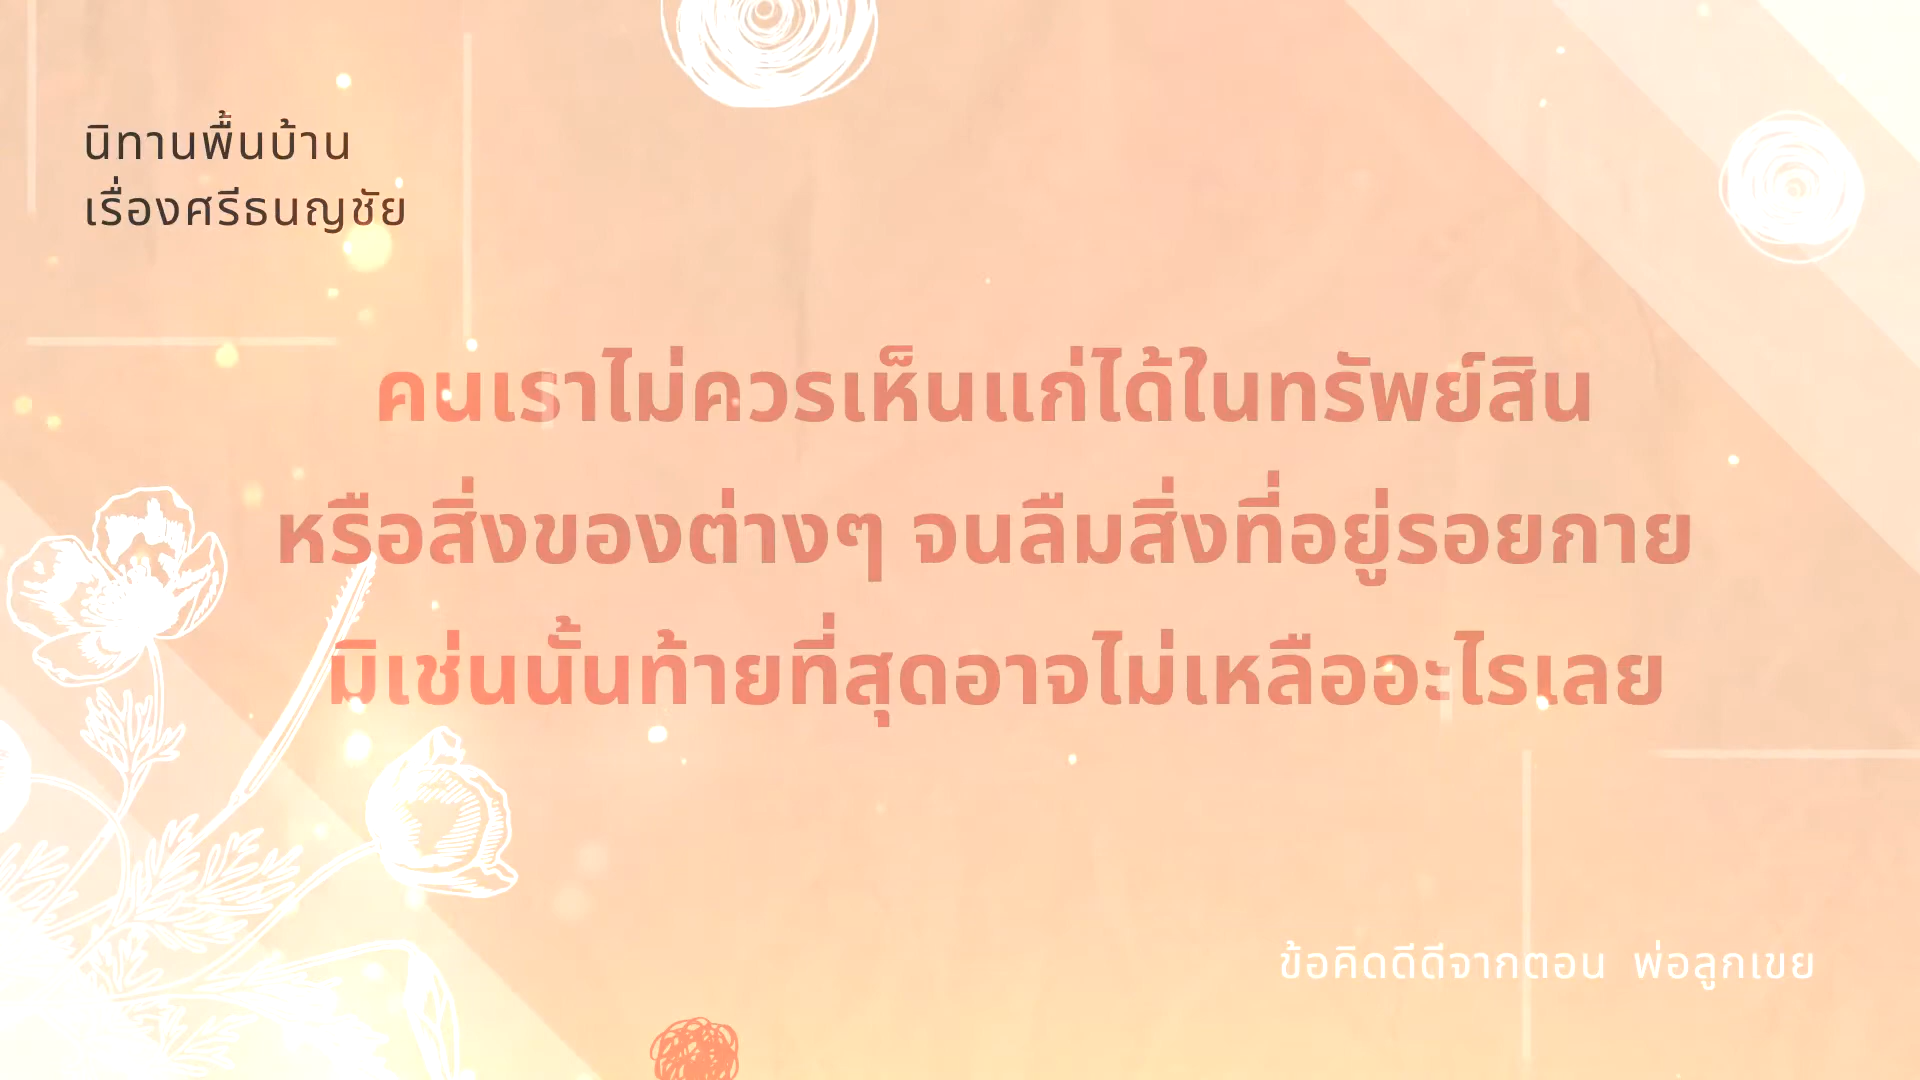 นิทานพื้นบ้าน
เรื่องศรีธนญชัย
คนเราไม่ควรเห็นแก่ได้ในทรัพย์สิน
หรือสิ่งของต่างๆ จนลืมสิ่งที่อยู่รอยกาย
มิเช่นนั้นท้ายที่สุดอาจไม่เหลืออะไรเลย
ข้อคิดดีดีจากตอน พ่อลูกเขย